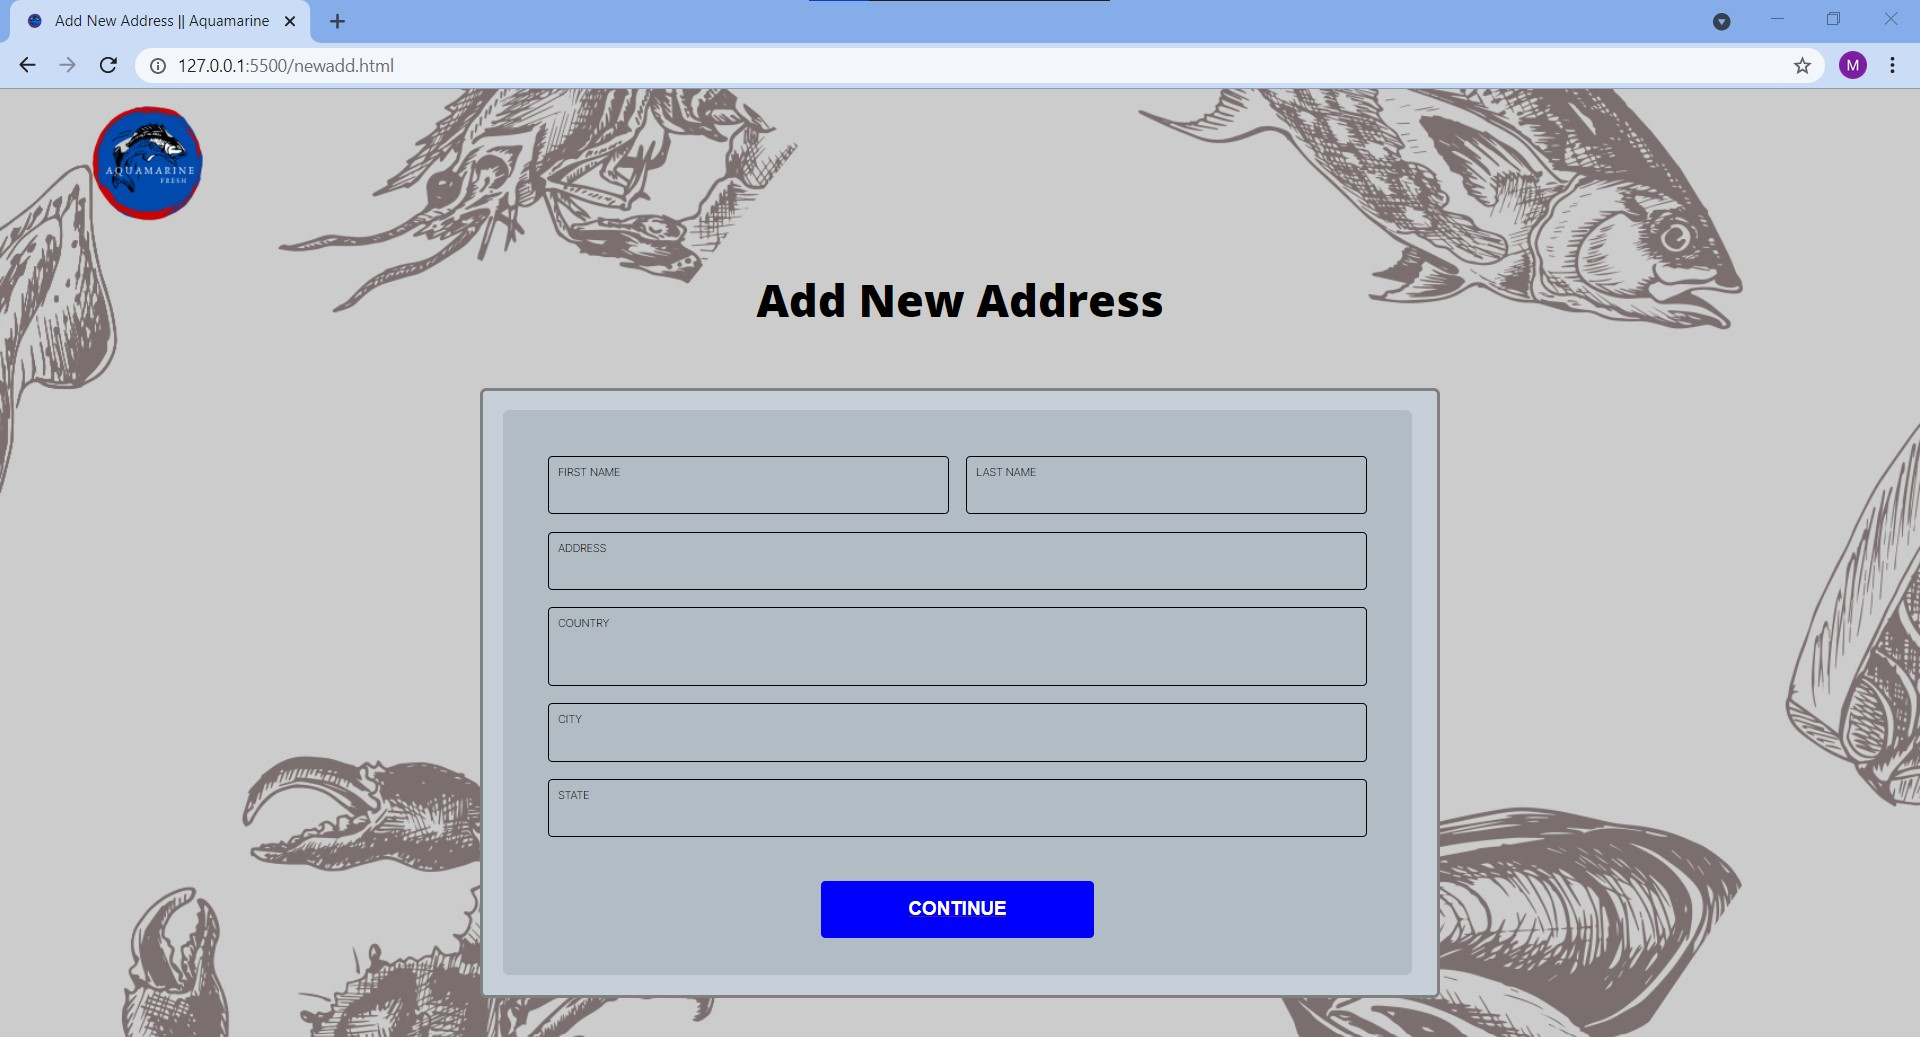 Add New Address || Aquamarine
127.0.0.1:5500/newadd.html
M
AQUAMARINE
FRESH
Add New Address
FIRST NAME
LAST NAME
ADDRESS
COUNTRY
CITY
STATE
CONTINUE